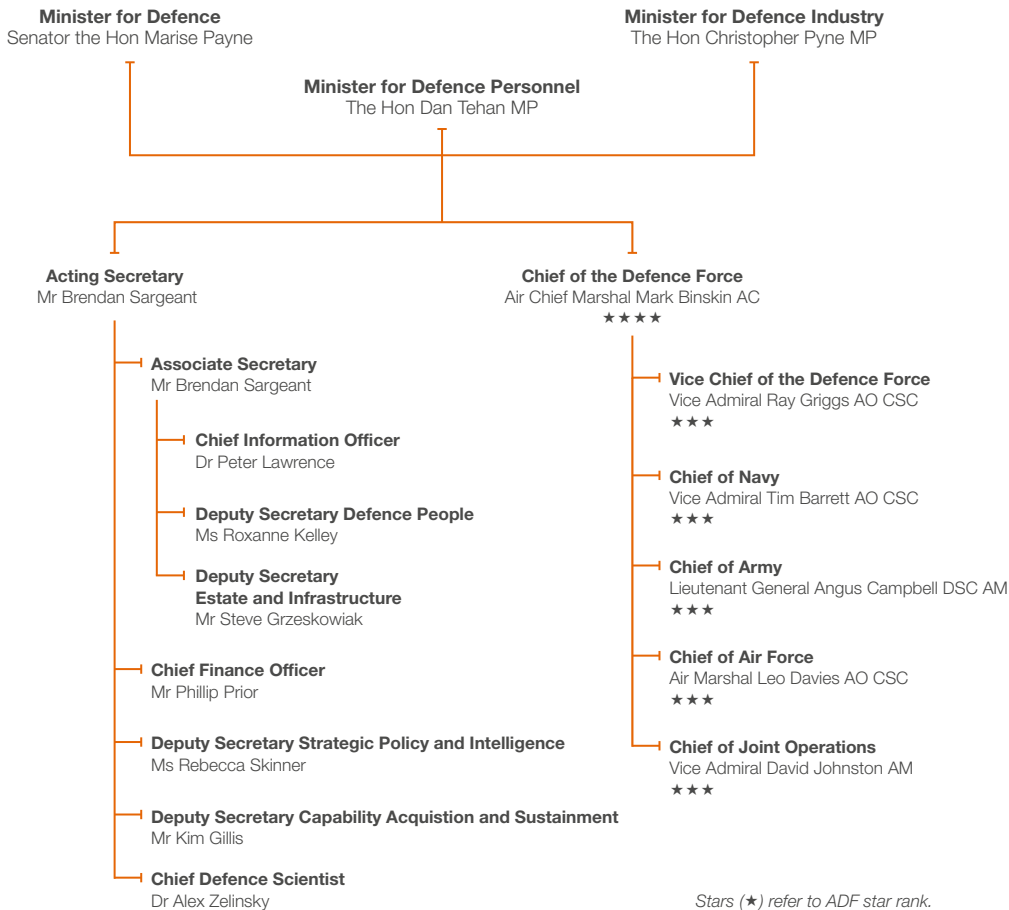 Minister for Defence
Senator the Hon Marise Payne
Minister for Defence Industry
The Hon Christopher Pyne MP
Minister for Defence Personnel
The Hon Dan Tehan MP
Acting Secretary
Mr Brendan Sargeant
Associate Secretary
Mr Brendan Sargeant
Chief Information Officer
Dr Peter Lawrence
Deputy Secretary Defence People
Ms Roxanne Kelley
Deputy Secretary
Estate and Infrastructure
Mr Steve Grzeskowiak
Chief Finance Officer
Mr Phillip Prior
Deputy Secretary Strategic Policy and Intelligence
Ms Rebecca Skinner
Deputy Secretary Capability Acquistion and Sustainment
Mr Kim Gillis
Chief Defence Scientist
Dr Alex Zelinsky
Chief of the Defence Force
Air Chief Marshal Mark Binskin AC
★★★★
Vice Chief of the Defence Force
Vice Admiral Ray Griggs AO CSC
★★★
Chief of Navy
Vice Admiral Tim Barrett AO CSC
★★★
Chief of Army
Lieutenant General Angus Campbell DSC AM
★★★
Chief of Air Force
Air Marshal Leo Davies AO CSC
★★★
Chief of Joint Operations
Vice Admiral David Johnston AM
★★★
Stars (★) refer to ADF star rank.